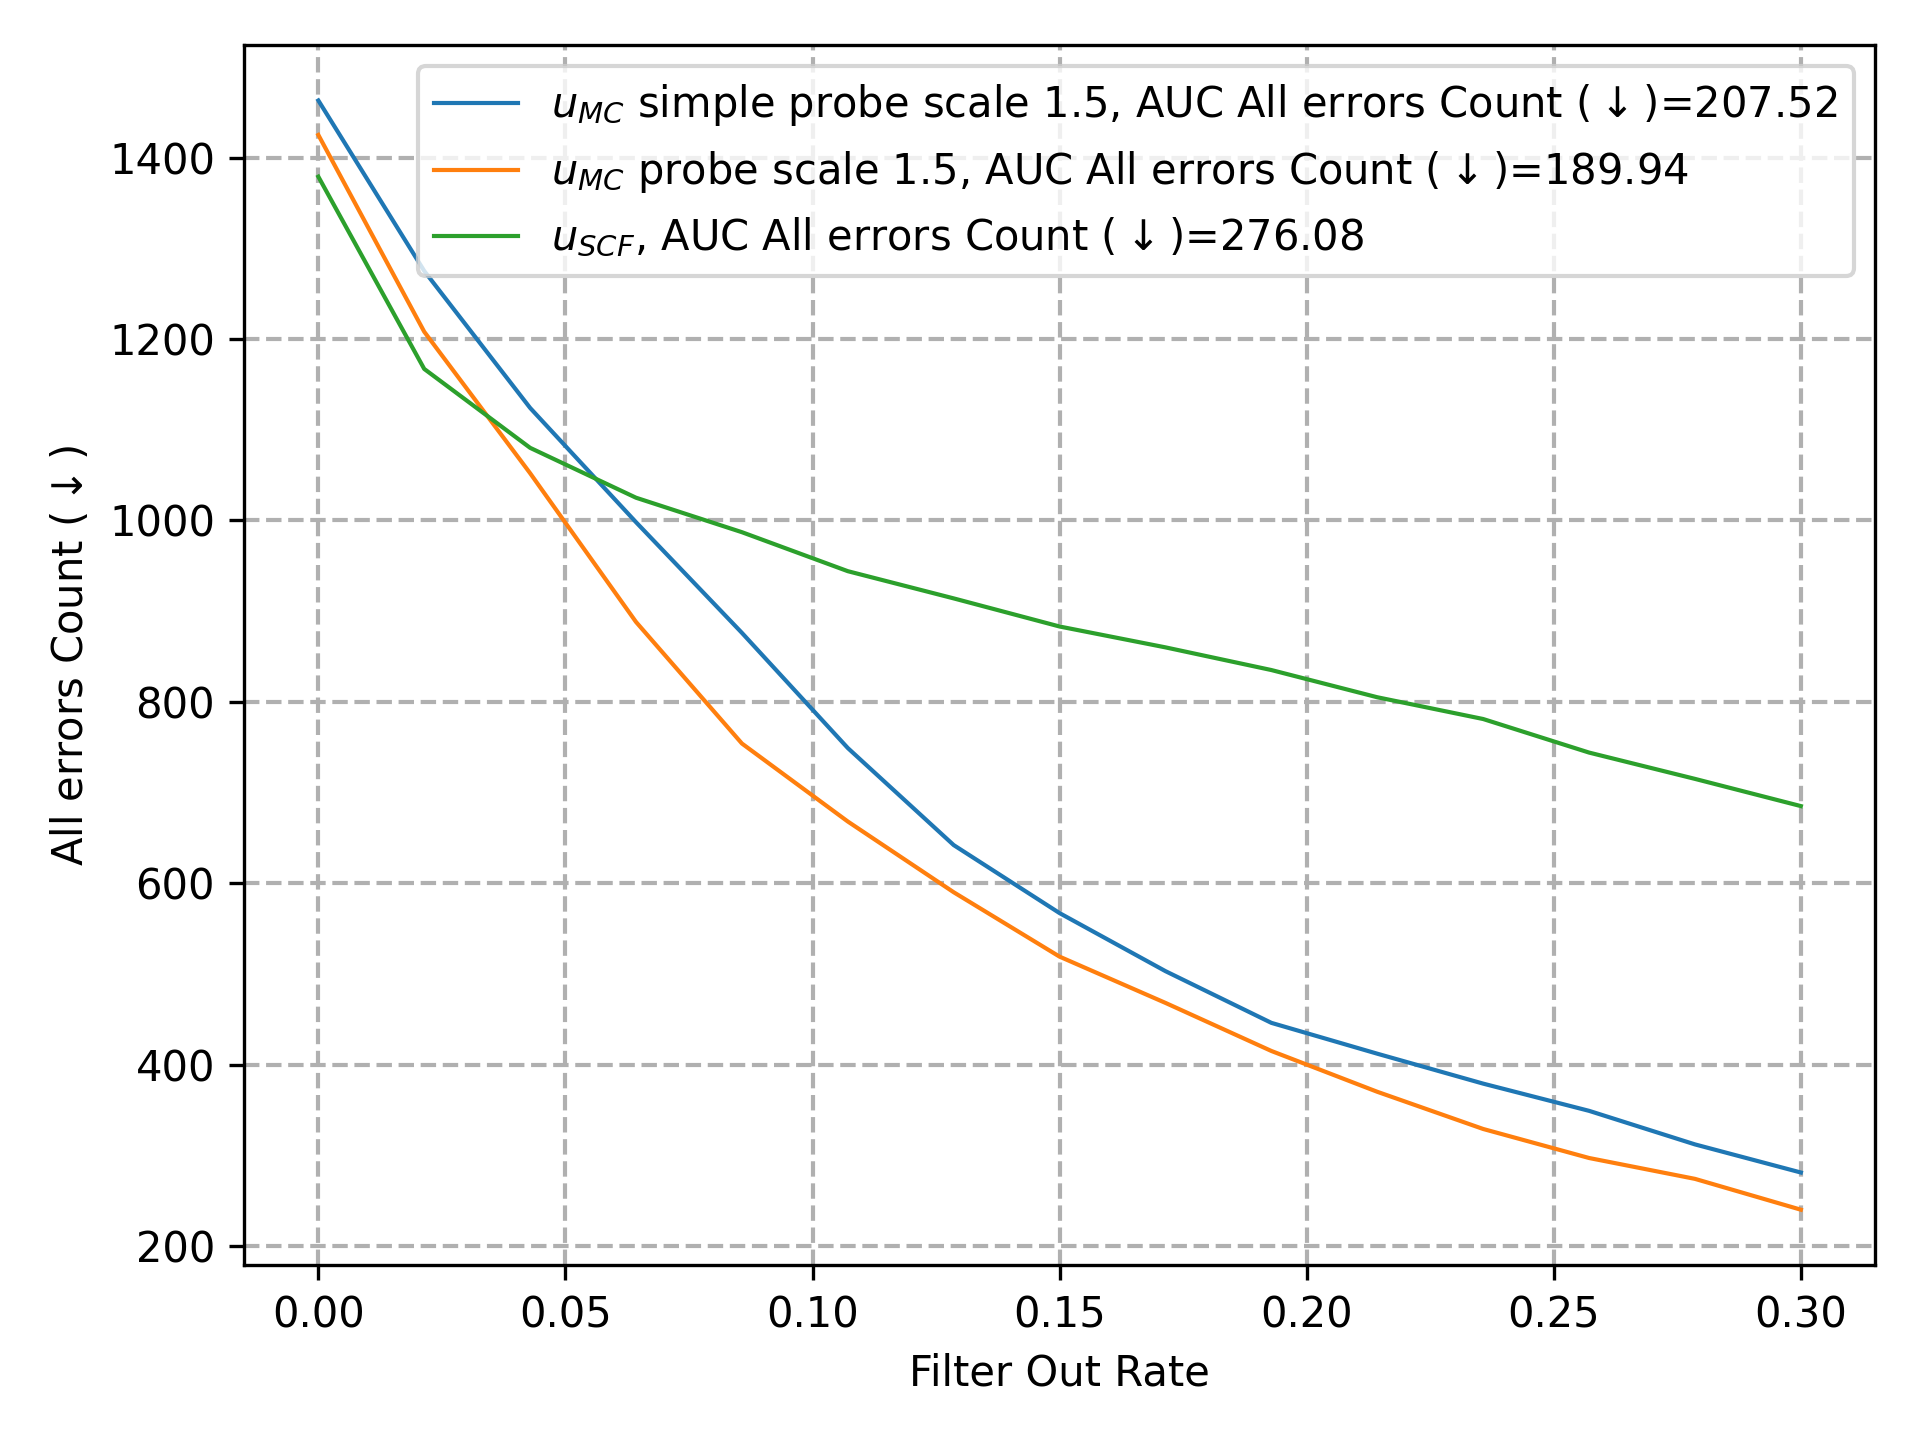 u_MC simple probe scale 1.5, AUC All errors Count (↓)=207.52
u_MC probe scale 1.5, AUC All errors Count (↓)=189.94
u_SCF, AUC All errors Count (↓)=276.08
1400
1200
1000
800
600
400
200
All errors Count (↓)
0.00 0.05 0.10 0.15 0.20 0.25 0.30
Filter Out Rate